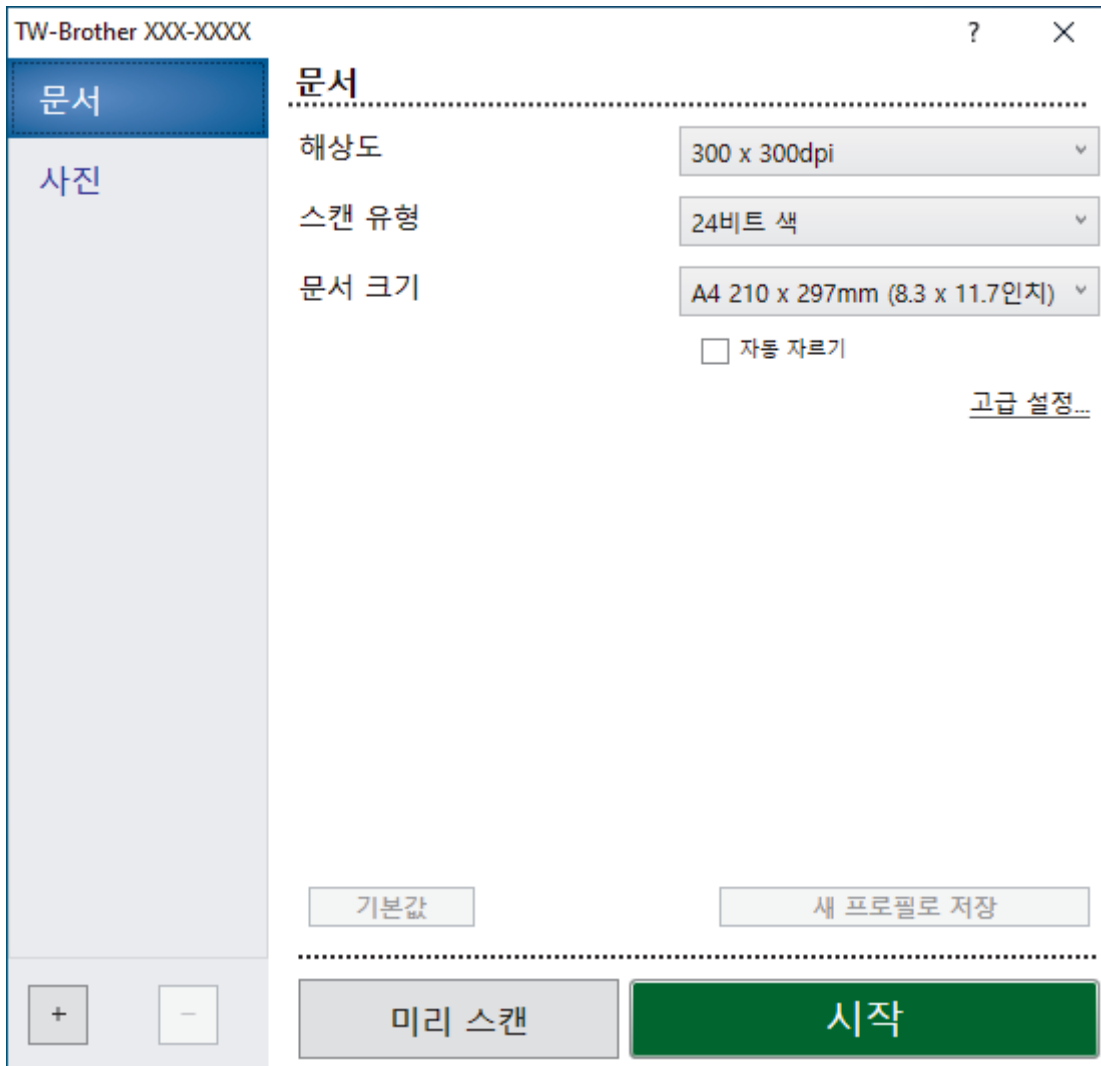 TW-Brother XXX-XXXX ?
문서
사진
문서
해상도 300 x 300dpi
스캔 유형 24비트 색
문서 크기 A4 210 x 297mm (8.3 x 11.7인치)
자동 자르기
고급 설정...
기본값 새 프로필로 저장
+ −
미리 스캔 시작